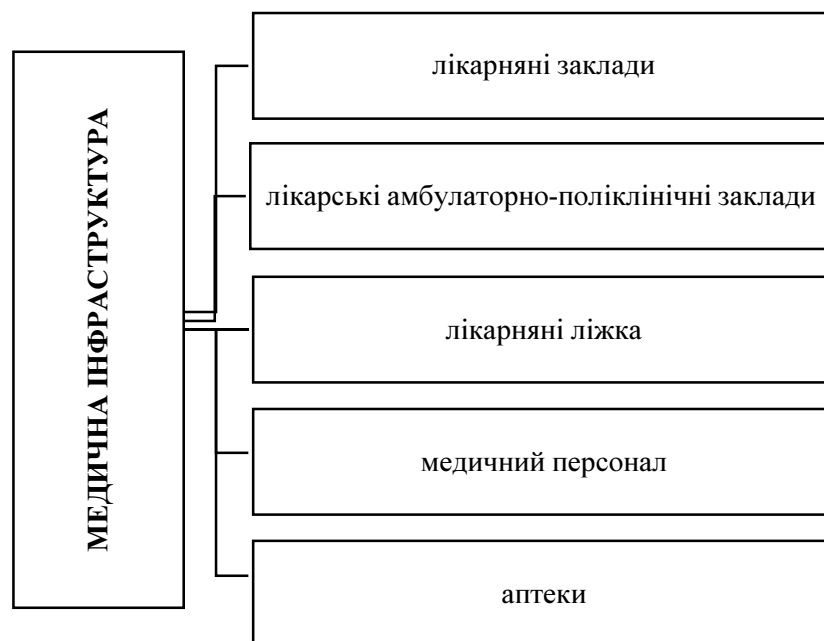 МЕДИЧНА ІНФРАСТРУКТУРА
лікарняні заклади
лікарські амбулаторно-поліклінічні заклади
лікарняні ліжка
медичний персонал
аптеки